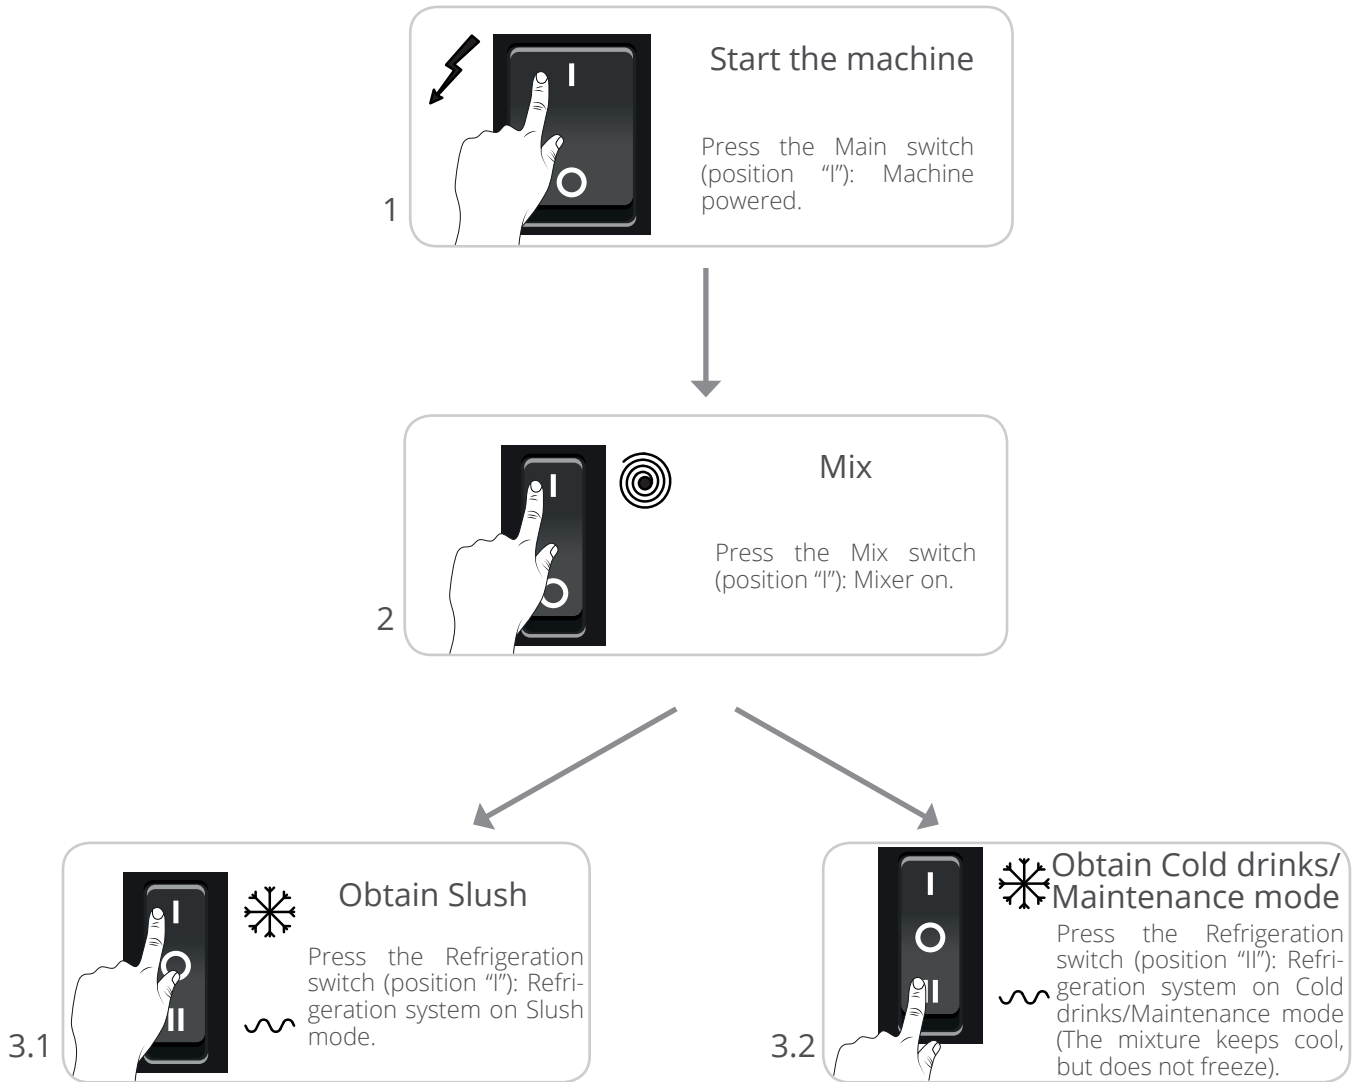 Start the machine
Press the Main switch
(position “I”): Machine
powered.
I
O
1
Mix
Press the Mix switch
(position “I”): Mixer on.
I
O
2
Obtain Slush
Press the Refrigeration
switch (position “I”): Refri-
geration system on Slush
mode.
I
O
II
3.1
Obtain Cold drinks/
Maintenance mode
Press the Refrigeration
switch (position “II”): Refri-
geration system on Cold
drinks/Maintenance mode
(The mixture keeps cool,
but does not freeze).
I
O
II
3.2